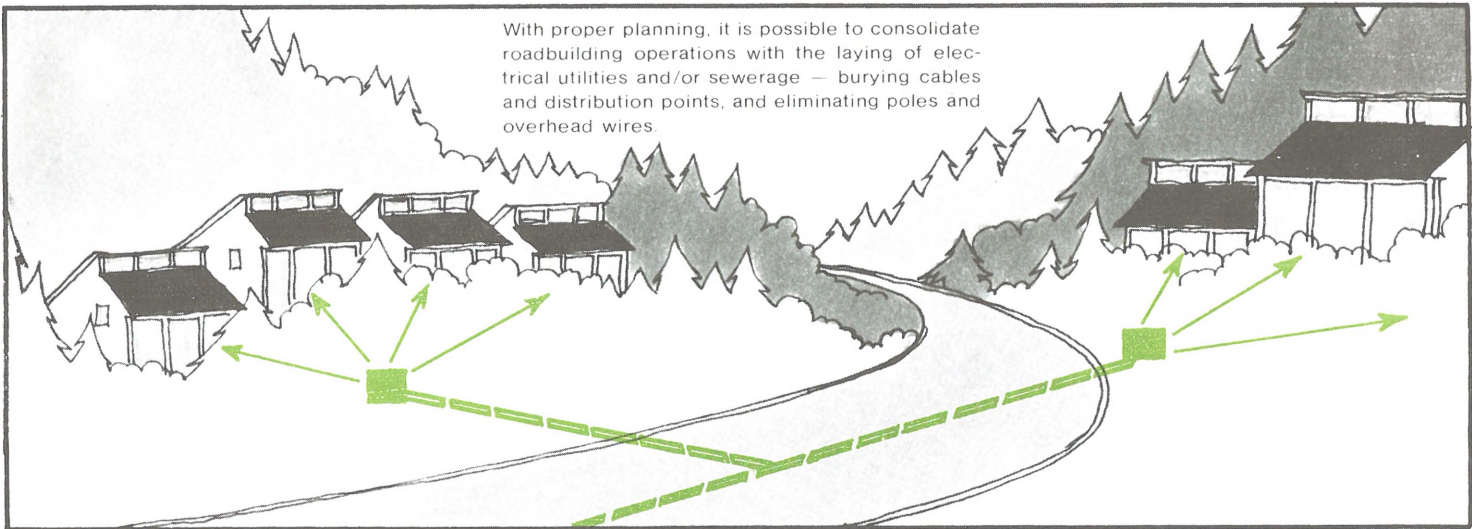 With proper planning, it is possible to consolidate
roadbuilding operations with the laying of elec-
trical utilities and/or sewerage — burying cables
and distribution points, and eliminating poles and
overhead wires.